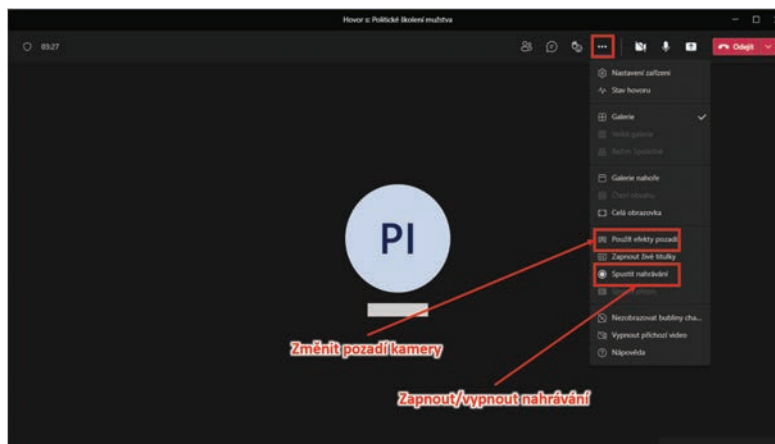 Hovor s: Politické školení mužstva
03:27
Odejít
Nastavení zařízení
Stav hovoru
Galerie
Velká galerie
Režim Společně
Galerie nahoře
Čtení obsahu
Celá obrazovka
Použít efekty pozadí
Zapnout živé titulky
Spustit nahrávání
Nezobrazovat bubliny cha...
Vypnout příchozí video
Nápověda
PI
Změnit pozadí kamery
Zapnout/vypnout nahrávání